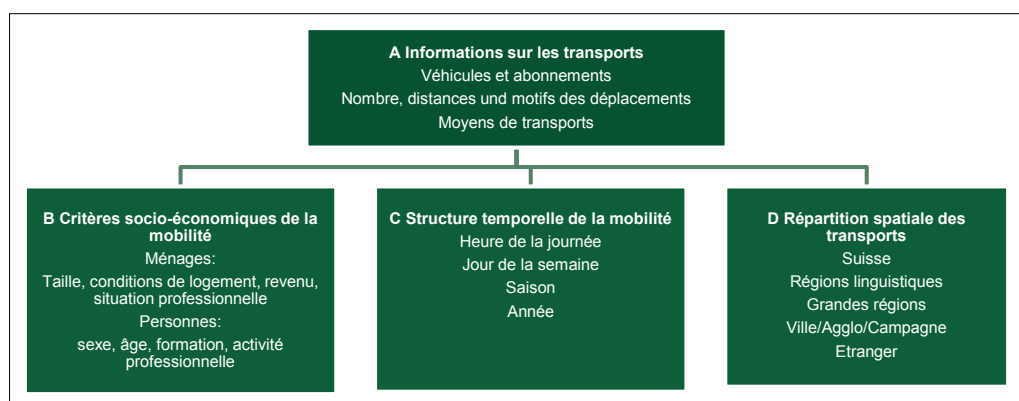 A Informations sur les transports
Véhicules et abonnements
Nombre, distances und motifs des déplacements
Moyens de transports
B Critères socio-économiques de la
mobilité
Ménages:
Taille, conditions de logement, revenu,
situation professionnelle
Personnes:
sexe, âge, formation, activité
professionnelle
C Structure temporelle de la mobilité
Heure de la journée
Jour de la semaine
Saison
Année
D Répartition spatiale des
transports
Suisse
Régions linguistiques
Grandes régions
Ville/Agglo/Campagne
Etranger